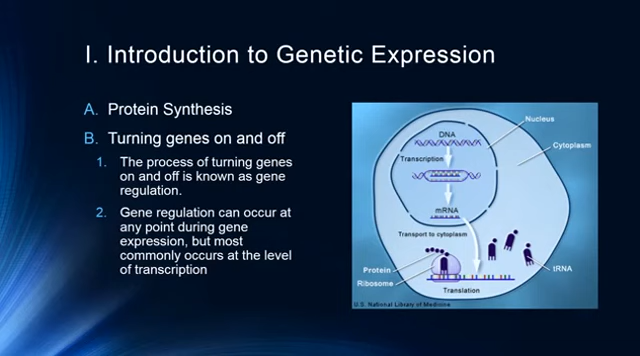 I. Introduction to Genetic Expression
A. Protein Synthesis
B. Turning genes on and off
1. The process of turning genes
on and off is known as gene
regulation.
2. Gene regulation can occur at
any point during gene
expression, but most
commonly occurs at the level
of transcription
Nucleus
DNA
Cytoplasm
Transcription
mRNA
Transport to cytoplasm
Protein
tRNA
Ribosome
Translation
U.S. National Library of Medicine